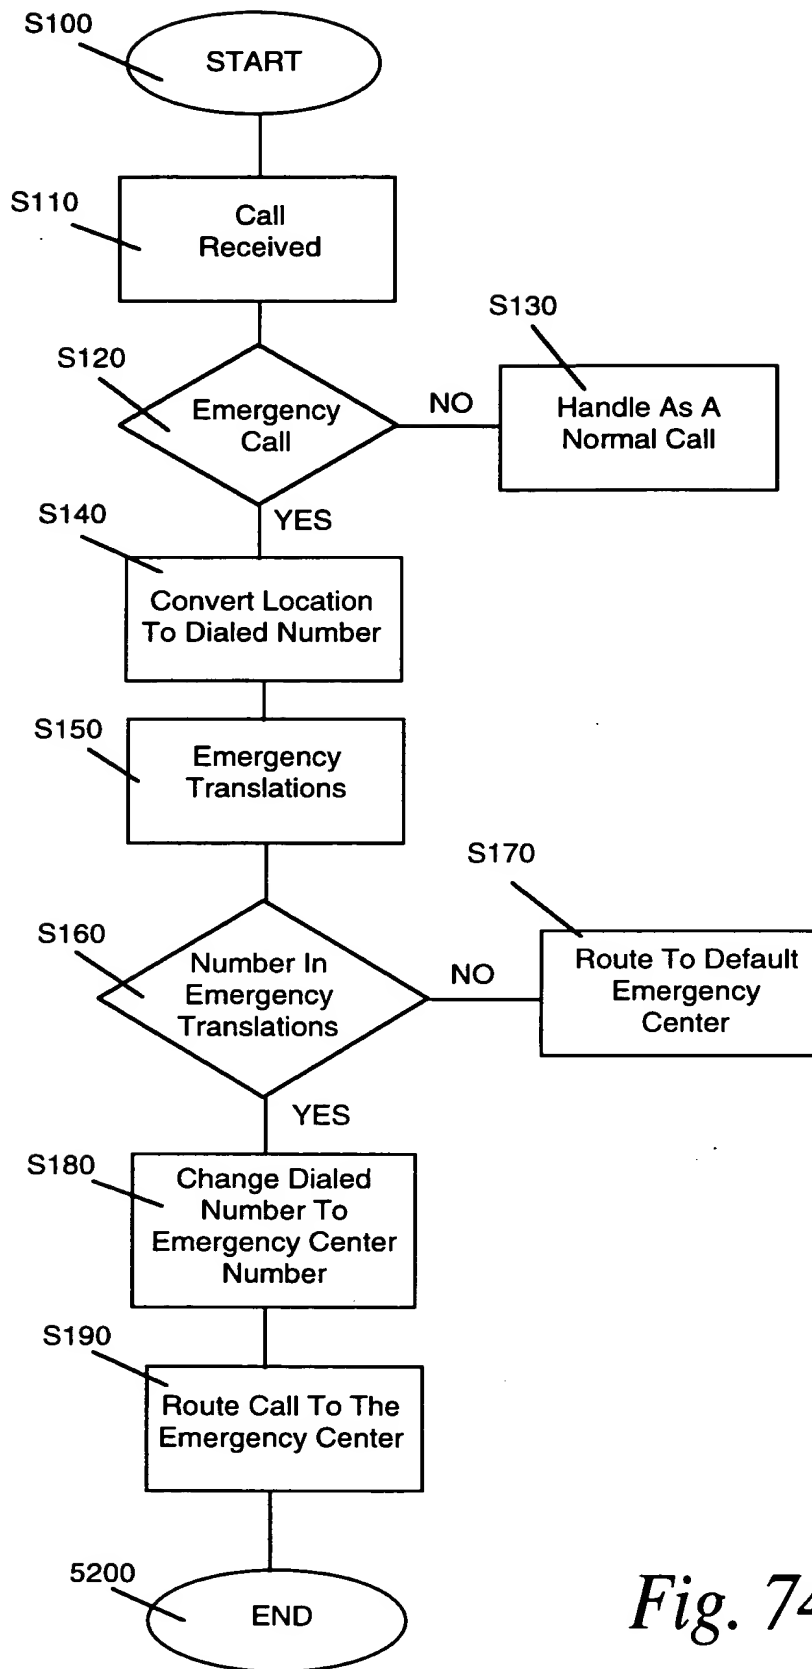 S100
START
S110
Call
Received
S120
Emergency
Call
NO
S130
Handle As A
Normal Call
YES
S140
Convert Location
To Dialed Number
S150
Emergency
Translations
S160
Number In
Emergency
Translations
NO
S170
Route To Default
Emergency
Center
YES
S180
Change Dialed
Number To
Emergency Center
Number
S190
Route Call To The
Emergency Center
5200
END
Fig. 74